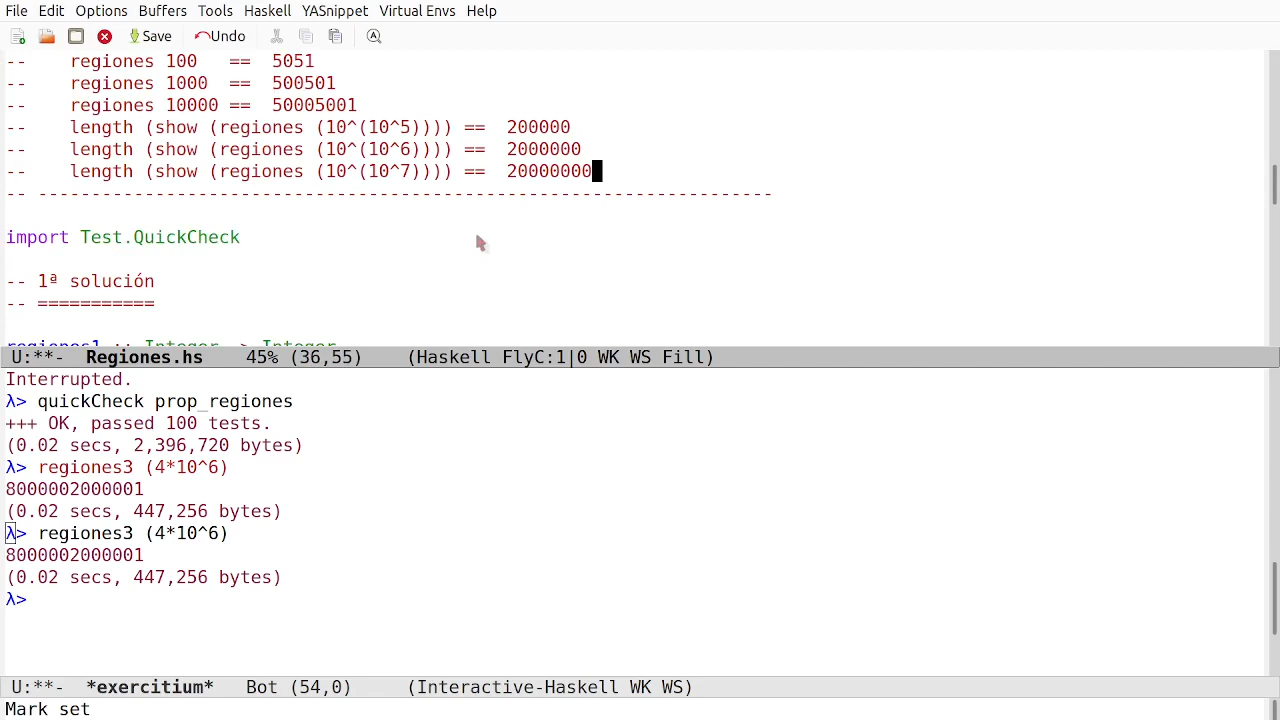 File Edit Options Buffers Tools Haskell YASnippet Virtual Envs Help
Save Undo
--    regiones 100   ==  5051
--    regiones 1000  ==  500501
--    regiones 10000 ==  50005001
--    length (show (regiones (10^(10^5)))) ==  200000
--    length (show (regiones (10^(10^6)))) ==  2000000
--    length (show (regiones (10^(10^7)))) ==  20000000
-- ---------------------------------------------------------------------
import Test.QuickCheck
-- 1ª solución
-- ===========
regiones1 :: Integer -> Integer
U:**-  Regiones.hs    45% (36,55)    (Haskell FlyC:1|0 WK WS Fill)
Interrupted.
λ> quickCheck prop_regiones
+++ OK, passed 100 tests.
(0.02 secs, 2,396,720 bytes)
λ> regiones3 (4*10^6)
8000002000001
(0.02 secs, 447,256 bytes)
λ> regiones3 (4*10^6)
8000002000001
(0.02 secs, 447,256 bytes)
λ>
U:**-  *exercitium*   Bot (54,0)     (Interactive-Haskell WK WS)
Mark set